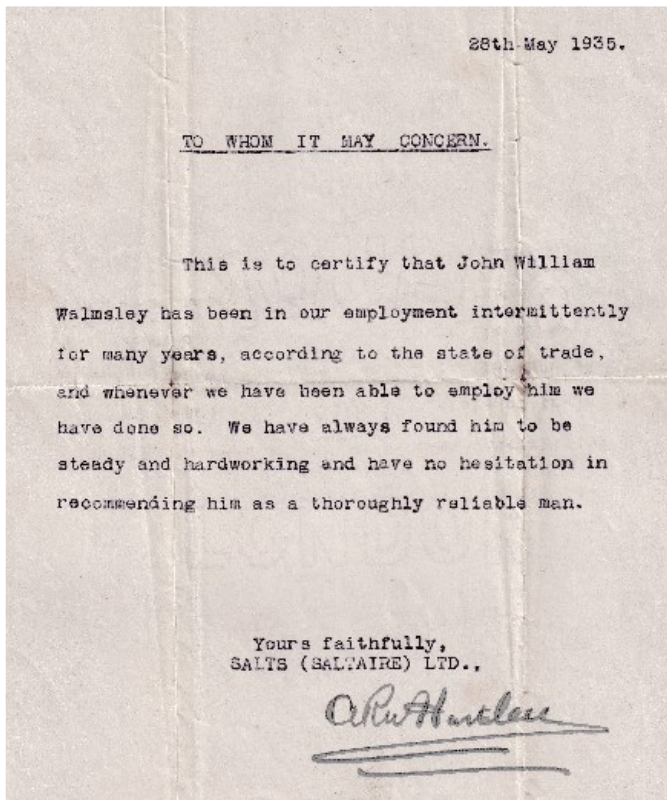 28th May 1935.
TO WHOM IT MAY CONCERN.
This is to certify that John William
Walmsley has been in our employment intermittently
for many years, according to the state of trade,
and whenever we have been able to employ him we
have done so. We have always found him to be
steady and hardworking and have no hesitation in
recommending him as a thoroughly reliable man.
Yours faithfully,
SALTS (SALTAIRE) LTD.,